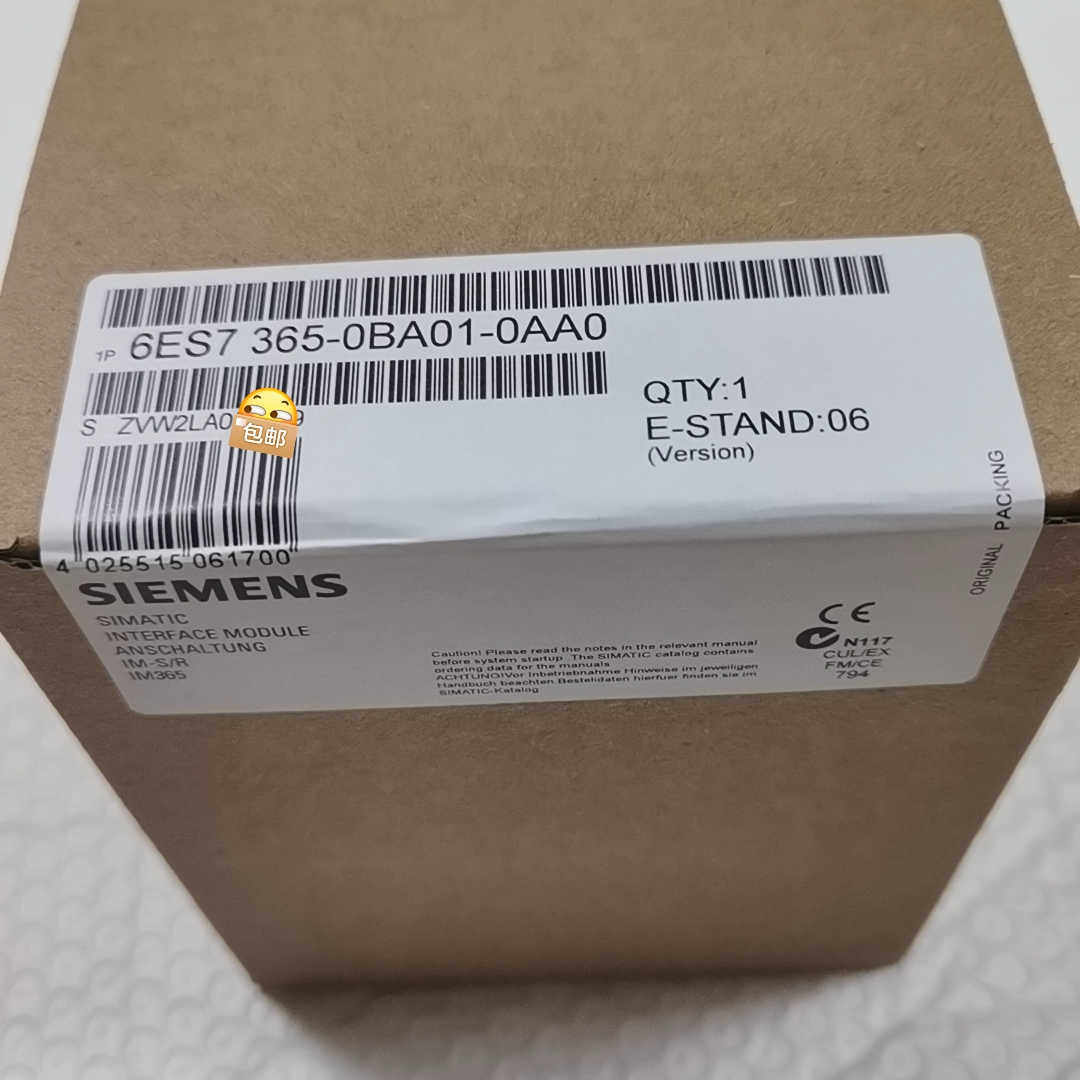 1P 6ES7 365-0BA01-0AA0
S ZVW2LA0 9
包邮
QTY:1
E-STAND:06
(Version)
4 025515 061700
SIEMENS
SIMATIC
INTERFACE MODULE
ANSCHALTUNG
IM-S/R
IM365
Caution! Please read the notes in the relevant manual
before system startup. The SIMATIC catalog contains
ordering data for the manuals
ACHTUNG!Vor Inbetriebnahme Hinweise im jeweiligen
Handbuch beachten.Bestelldaten hierfuer finden sie im
SIMATIC-Katalog
CE
N117
CUL/EX
FM/CE
794
ORIGINAL PACKING